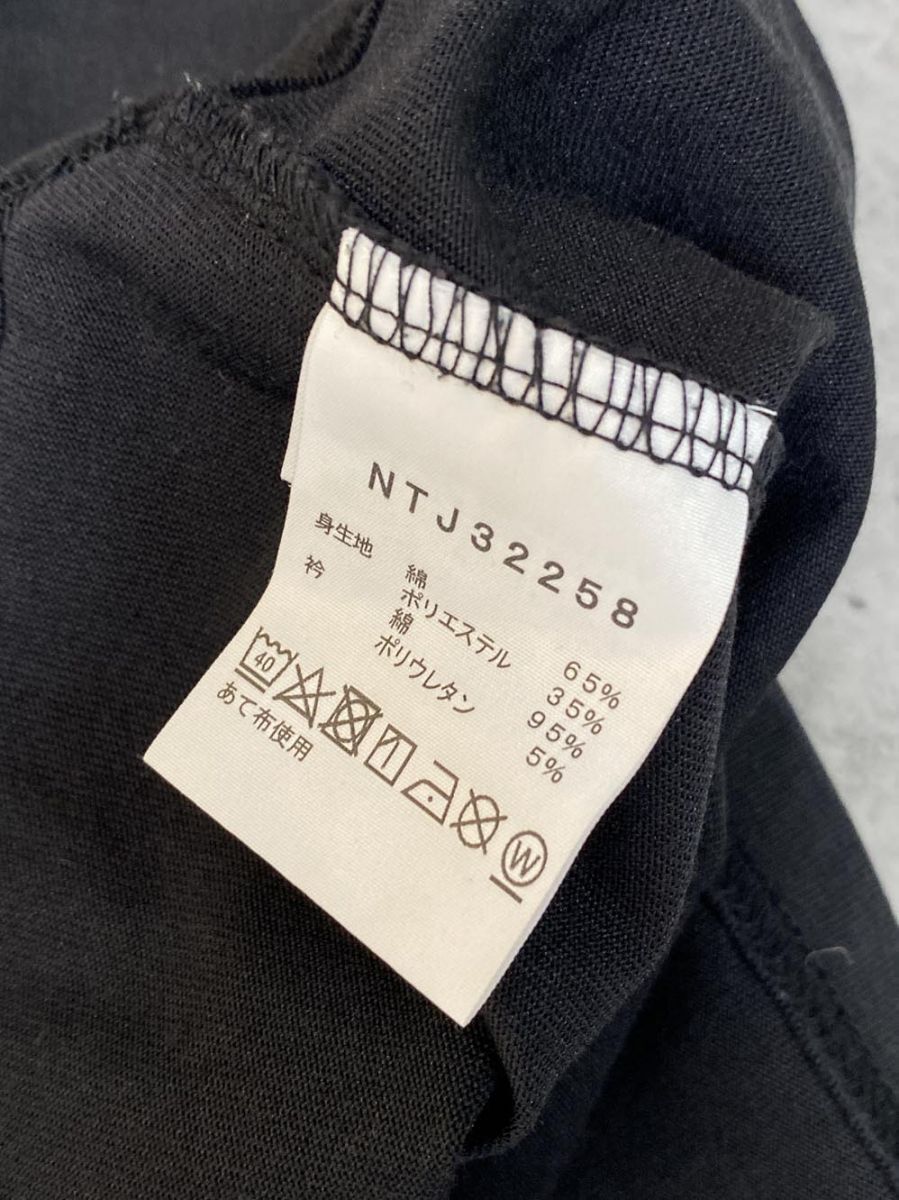 NTJ32258
身生地 綿 65%
ポリエステル 35%
衿 綿 95%
ポリウレタン 5%
40 W
あて布使用